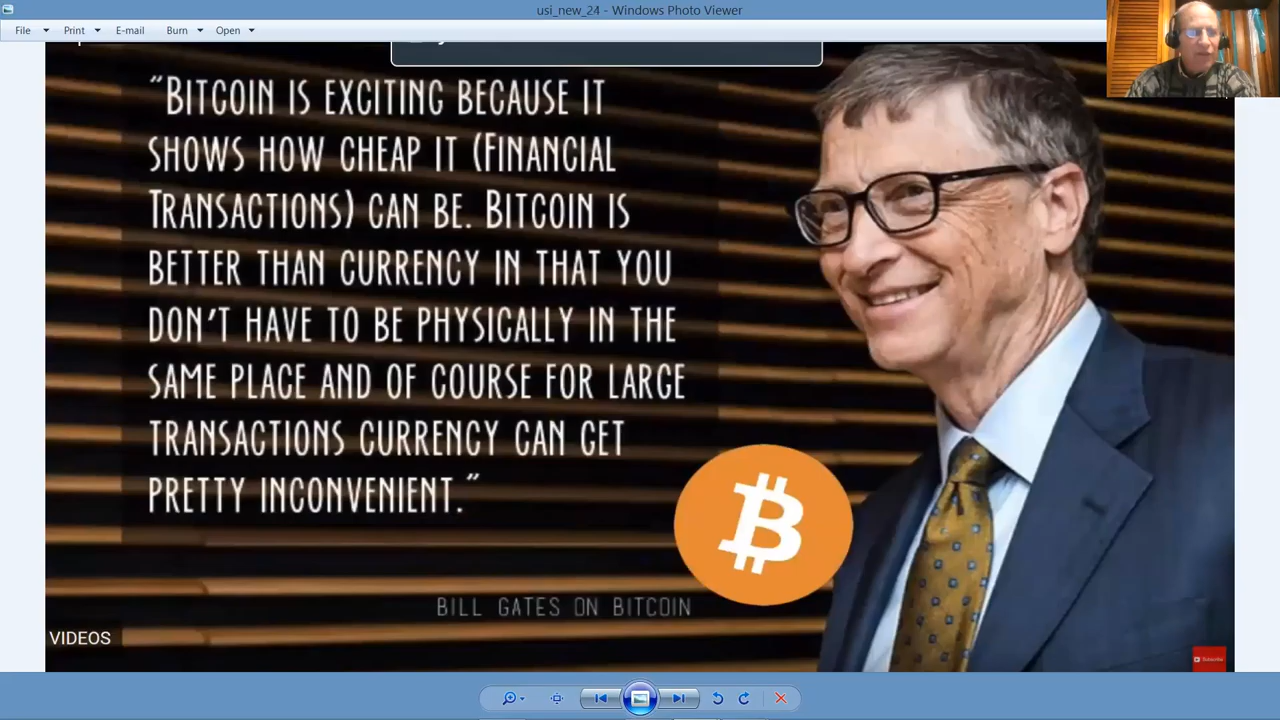 usi_new_24 - Windows Photo Viewer
File Print E-mail Burn Open
“BITCOIN IS EXCITING BECAUSE IT
SHOWS HOW CHEAP IT (FINANCIAL
TRANSACTIONS) CAN BE. BITCOIN IS
BETTER THAN CURRENCY IN THAT YOU
DON’T HAVE TO BE PHYSICALLY IN THE
SAME PLACE AND OF COURSE FOR LARGE
TRANSACTIONS CURRENCY CAN GET
PRETTY INCONVENIENT.”
BILL GATES ON BITCOIN
VIDEOS
Subscribe